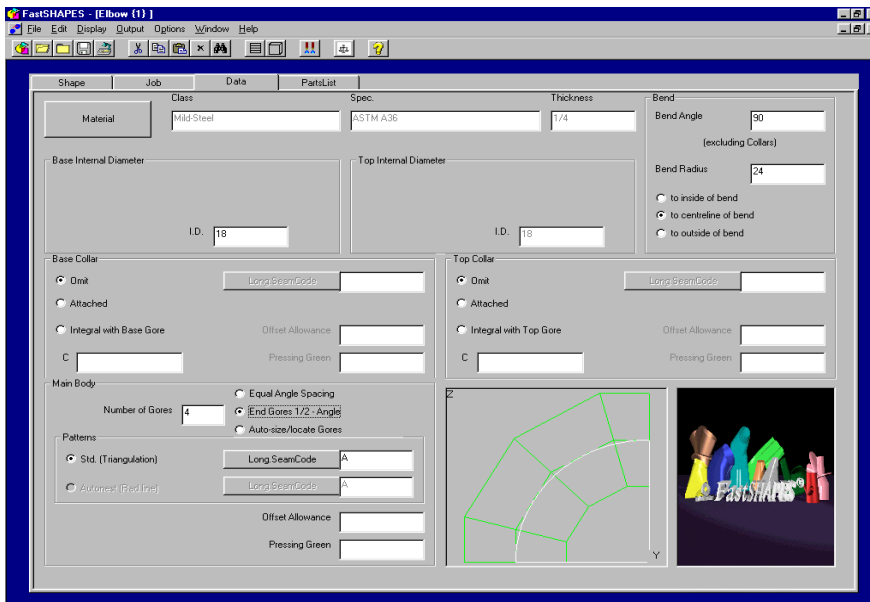 FastSHAPES - [Elbow {1} ]
File Edit Display Output Options Window Help
Shape Job Data PartsList
Class Spec. Thickness Bend
Material Mild-Steel ASTM A36 1/4 Bend Angle 90
(excluding Collars)
Base Internal Diameter Top Internal Diameter Bend Radius 24
to inside of bend
to centreline of bend
I.D. 18 I.D. 18 to outside of bend
Base Collar Top Collar
Omit Long.SeamCode Omit Long.SeamCode
Attached Attached
Integral with Base Gore Offset Allowance Integral with Top Gore Offset Allowance
C Pressing Green C Pressing Green
Main Body
Equal Angle Spacing Z
Number of Gores 4 End Gores 1/2 - Angle
Auto-size/locate Gores
Patterns
Std. (Triangulation) Long.SeamCode A
Autonest (Red line) Long.SeamCode A
FastSHAPES®
Offset Allowance
Pressing Green Y